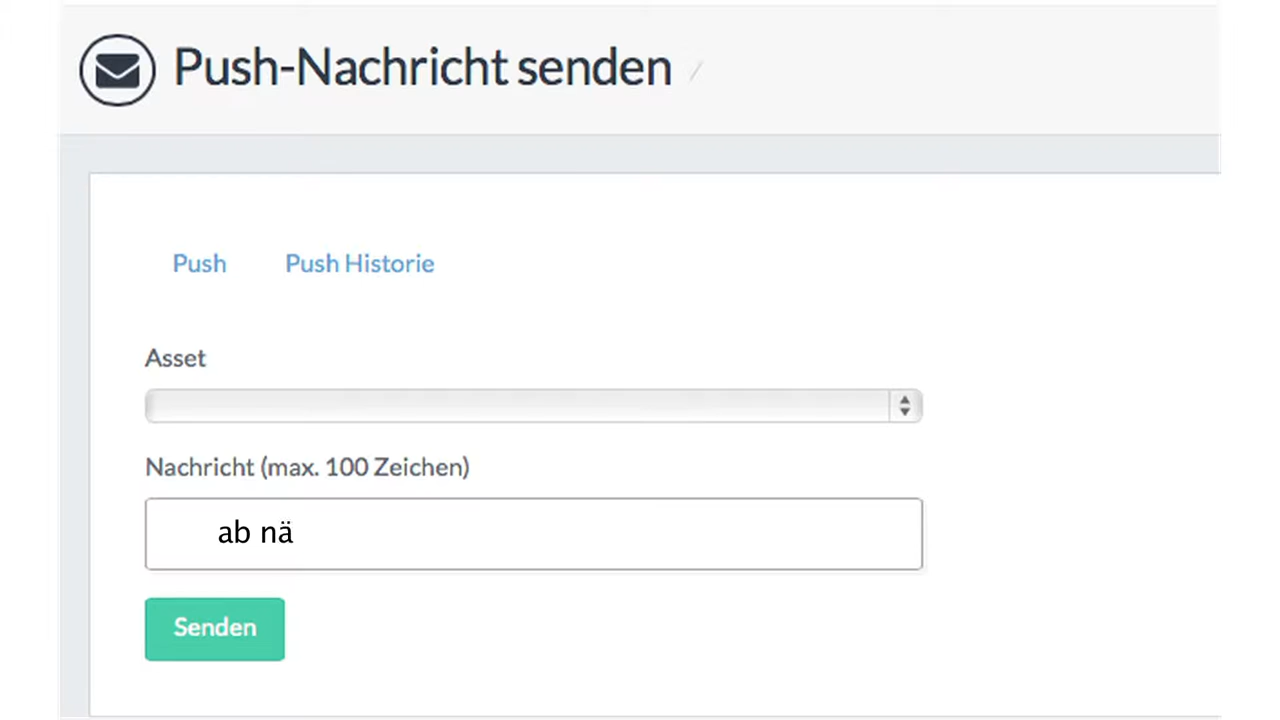 Push-Nachricht senden /
Push Push Historie
Asset
Nachricht (max. 100 Zeichen)
ab nä
Senden